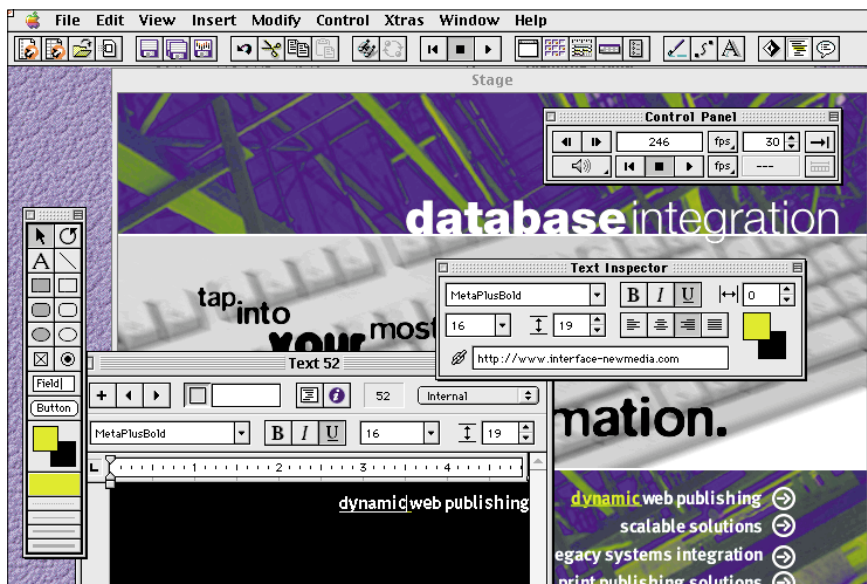 File Edit View Insert Modify Control Xtras Window Help
Stage
Control Panel
246 fps 30
fps ---
databaseintegration
Text Inspector
MetaPlusBold B I U 0
16 19
http://www.interface-newmedia.com
tap into your most
mation.
A
Field
Button
Text 52
52 Internal
MetaPlusBold B I U 16 19
1 2 3 4
dynamic web publishing
dynamic web publishing
scalable solutions
egacy systems integration
print publishing solutions